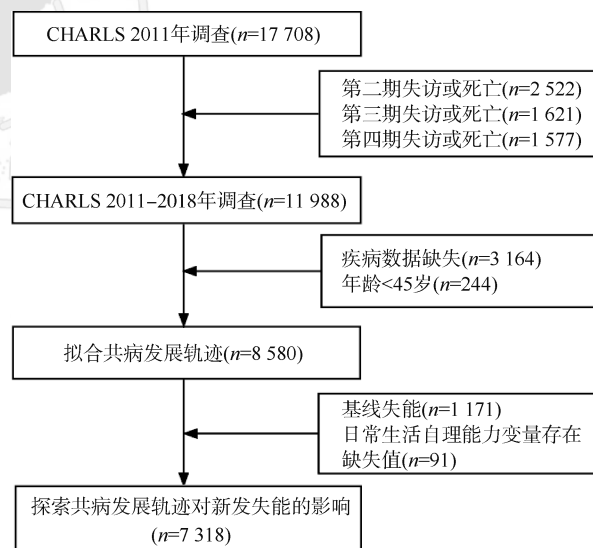 CHARLS 2011年调查(n=17 708)
第二期失访或死亡(n=2 522)
第三期失访或死亡(n=1 621)
第四期失访或死亡(n=1 577)
CHARLS 2011–2018年调查(n=11 988)
疾病数据缺失(n=3 164)
年龄<45岁(n=244)
拟合共病发展轨迹(n=8 580)
基线失能(n=1 171)
日常生活自理能力变量存在
缺失值(n=91)
探索共病发展轨迹对新发失能的影响
(n=7 318)